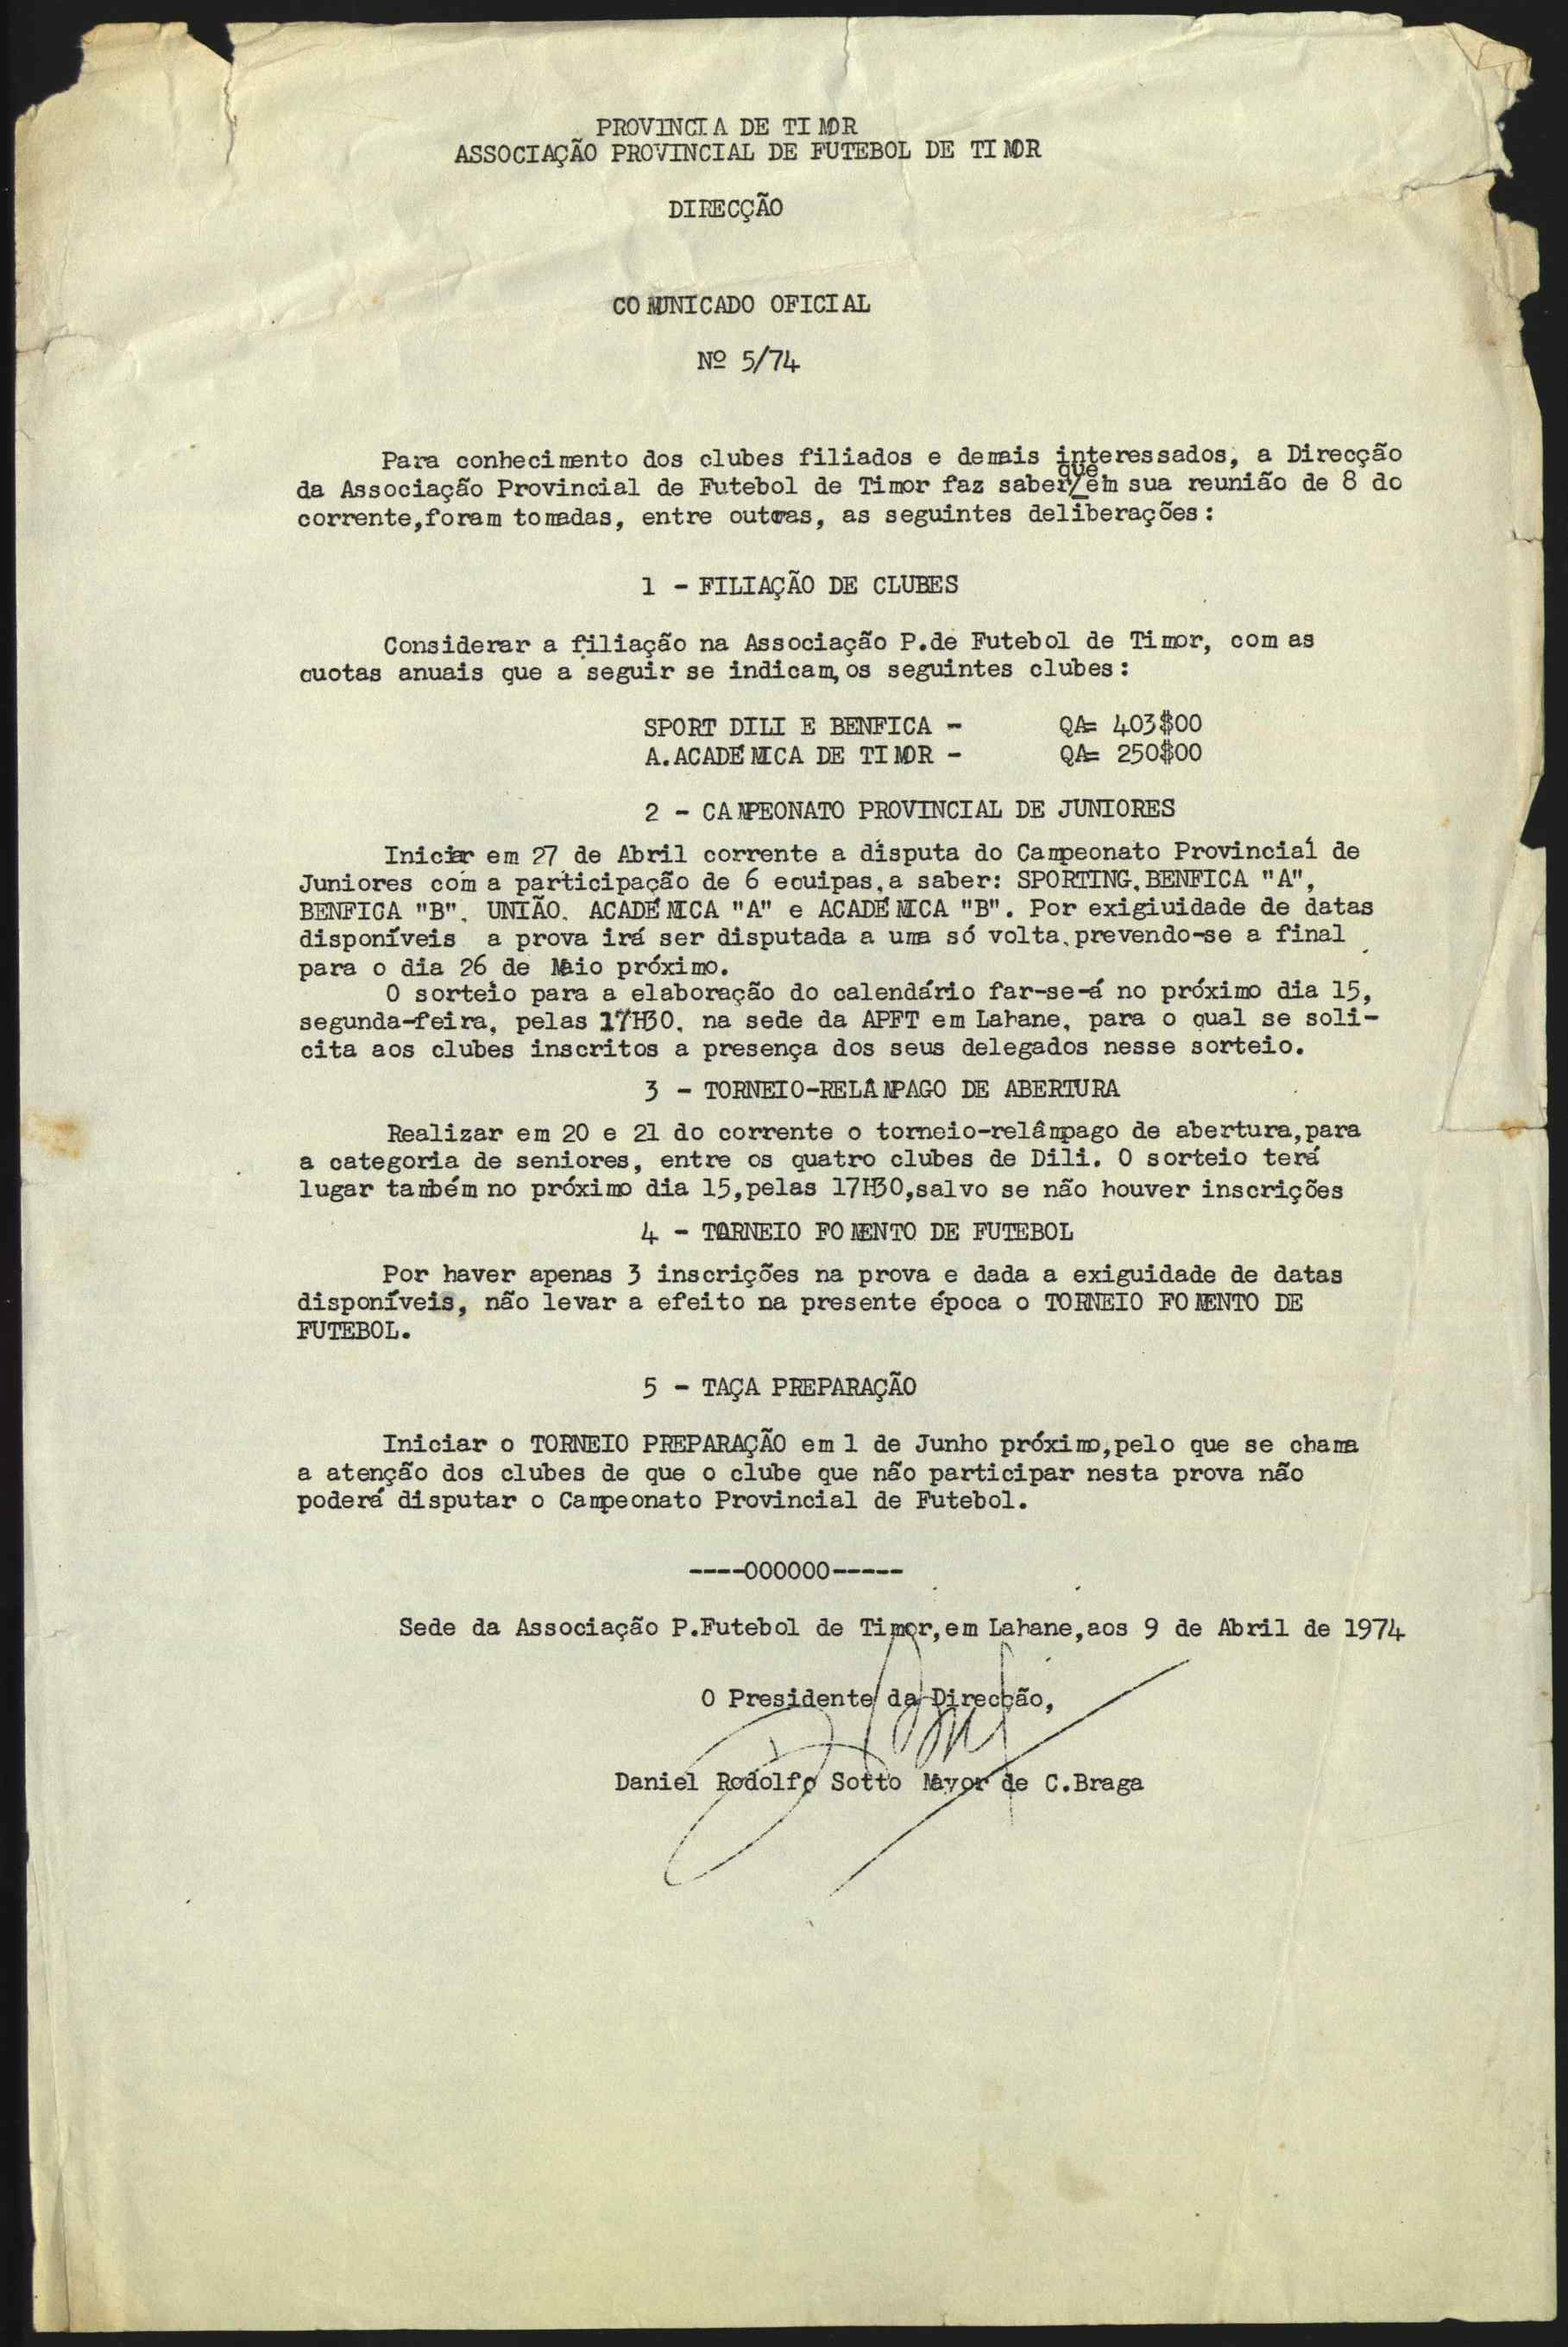 PROVINCIA DE TIMOR
ASSOCIAÇÃO PROVINCIAL DE FUTEBOL DE TIMOR
DIRECÇÃO
COMUNICADO OFICIAL
Nº 5/74
Para conhecimento dos clubes filiados e demais interessados, a Direcção
que
da Associação Provincial de Futebol de Timor faz saber/em sua reunião de 8 do
corrente,foram tomadas, entre outras, as seguintes deliberações:
1 - FILIAÇÃO DE CLUBES
Considerar a filiação na Associação P.de Futebol de Timor, com as
quotas anuais que a seguir se indicam,os seguintes clubes:
SPORT DILI E BENFICA - QA= 403$00
A.ACADÉMICA DE TIMOR - QA= 250$00
2 - CAMPEONATO PROVINCIAL DE JUNIORES
Iniciar em 27 de Abril corrente a disputa do Campeonato Provincial de
Juniores com a participação de 6 equipas,a saber: SPORTING,BENFICA "A",
BENFICA "B", UNIÃO, ACADÉMICA "A" e ACADÉMICA "B". Por exigiuidade de datas
disponíveis a prova irá ser disputada a uma só volta,prevendo-se a final
para o dia 26 de Maio próximo.
O sorteio para a elaboração do calendário far-se-á no próximo dia 15,
segunda-feira, pelas 17H30, na sede da APFT em Lahane, para o qual se soli-
cita aos clubes inscritos a presença dos seus delegados nesse sorteio.
3 - TORNEIO-RELÂMPAGO DE ABERTURA
Realizar em 20 e 21 do corrente o torneio-relâmpago de abertura,para
a categoria de seniores, entre os quatro clubes de Dili. O sorteio terá
lugar também no próximo dia 15,pelas 17H30,salvo se não houver inscrições
4 - TORNEIO FOMENTO DE FUTEBOL
Por haver apenas 3 inscrições na prova e dada a exiguidade de datas
disponíveis, não levar a efeito na presente época o TORNEIO FOMENTO DE
FUTEBOL.
5 - TAÇA PREPARAÇÃO
Iniciar o TORNEIO PREPARAÇÃO em 1 de Junho próximo,pelo que se chama
a atenção dos clubes de que o clube que não participar nesta prova não
poderá disputar o Campeonato Provincial de Futebol.
----000000-----
Sede da Associação P.Futebol de Timor,em Lahane,aos 9 de Abril de 1974
O Presidente da Direcção,
Daniel Rodolfo Sotto Mayor de C.Braga